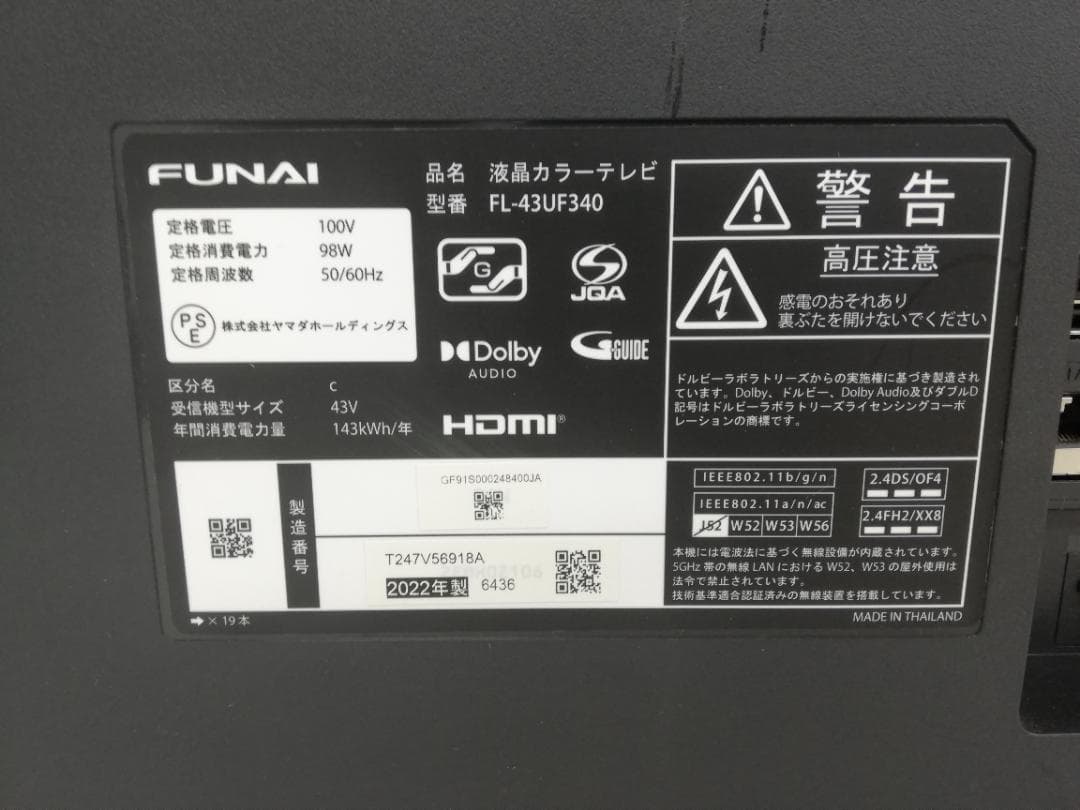 FUNAI
品名 液晶カラーテレビ
型番 FL-43UF340
定格電圧 100V
定格消費電力 98W
定格周波数 50/60Hz
PSE 株式会社ヤマダホールディングス
区分名 c
受信機型サイズ 43V
年間消費電力量 143kWh/年
G
JQA
Dolby
AUDIO
G-GUIDE
HDMI®
警告
高圧注意
感電のおそれあり
裏ぶたを開けないでください
ドルビーラボラトリーズからの実施権に基づき製造され
ています。Dolby、ドルビー、Dolby Audio及びダブルD
記号はドルビーラボラトリーズライセンシングコーポ
レーションの商標です。
製造番号
GF91S000248400JA
T247V56918A
2022年製 6436
IEEE802.11b/g/n
IEEE802.11a/n/ac
J52 W52 W53 W56
2.4DS/OF4
2.4FH2/XX8
本機には電波法に基づく無線設備が内蔵されています。
5GHz 帯の無線 LAN における W52、W53 の屋外使用は
法令で禁止されています。
技術基準適合認証済みの無線装置を搭載しています。
➡× 19本
MADE IN THAILAND